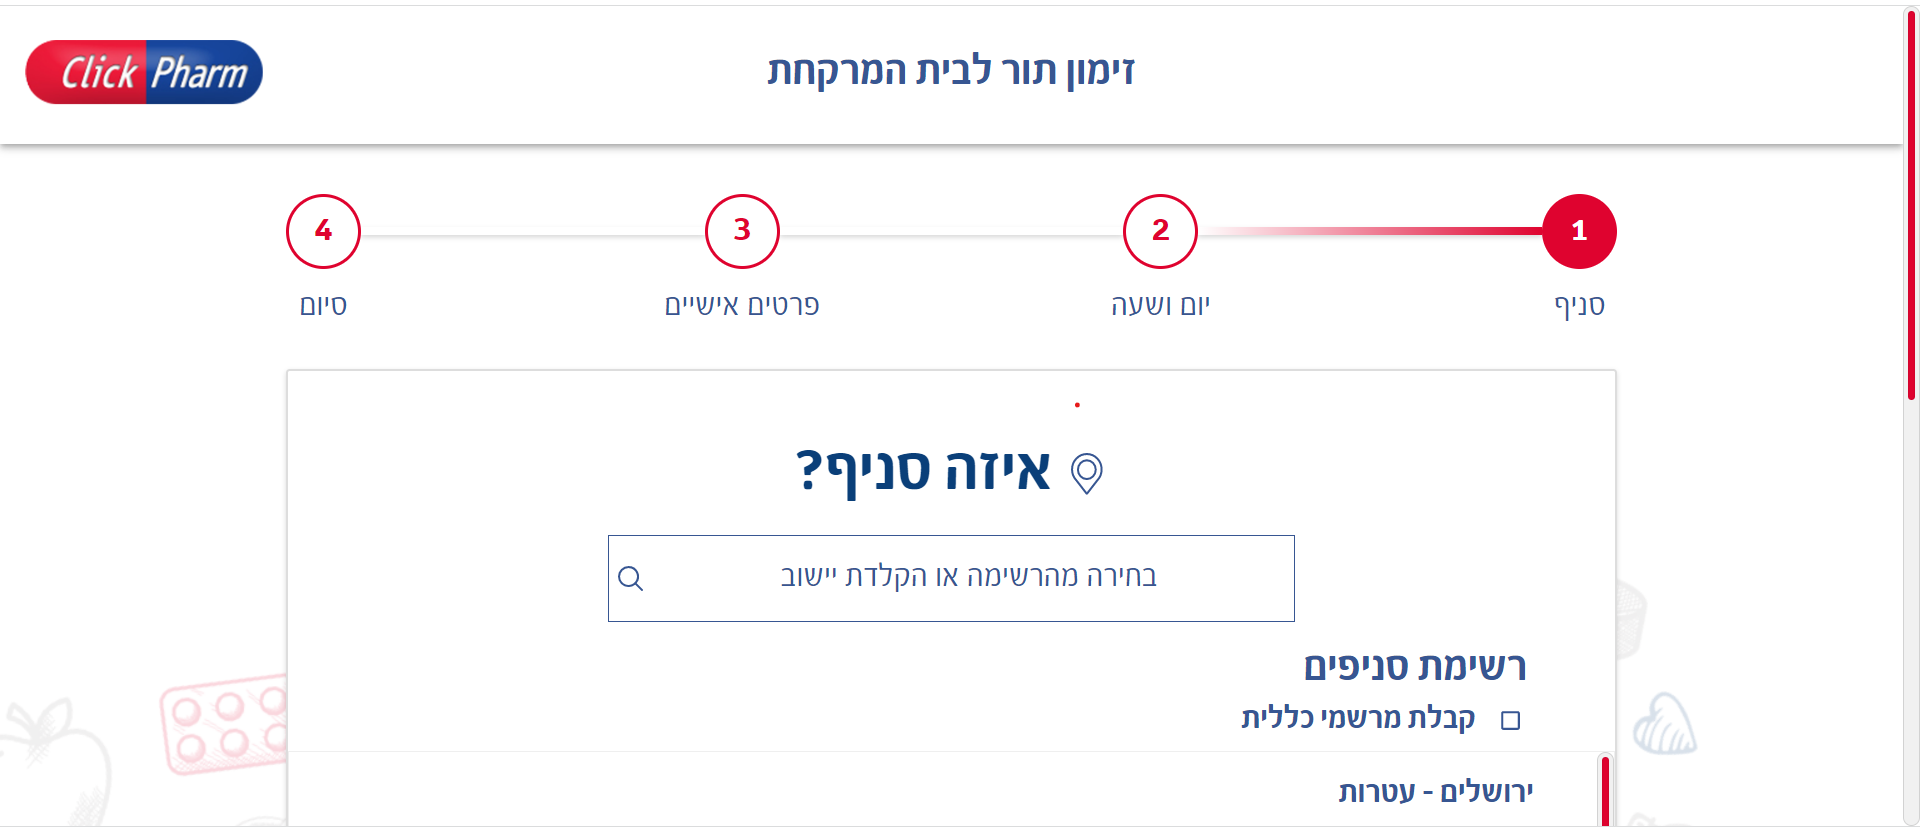 Click Pharm
זימון תור לבית המרקחת
1
2
3
4
סניף
יום ושעה
פרטים אישיים
סיום
איזה סניף?
בחירה מהרשימה או הקלדת יישוב
רשימת סניפים
קבלת מרשמי כללית
ירושלים - עטרות